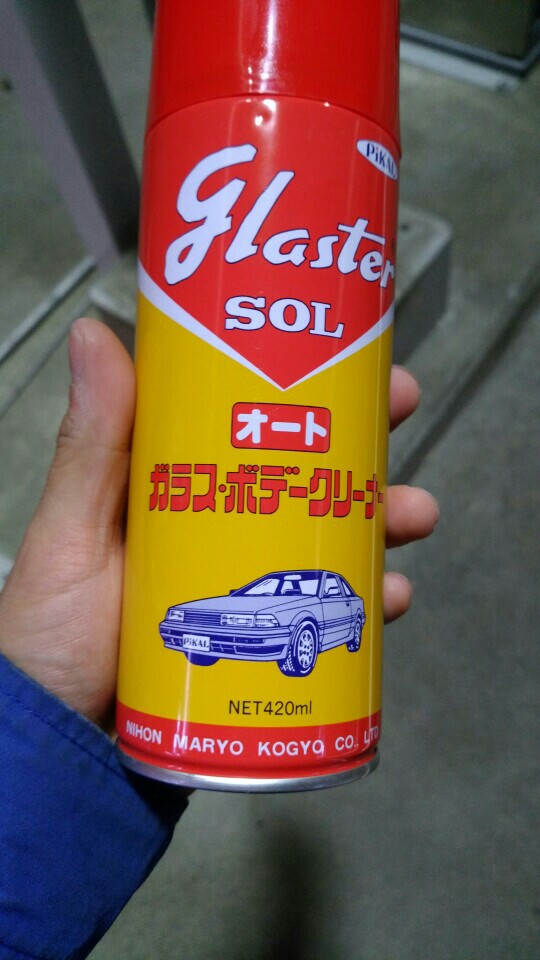 PiKAL
Glaster
SOL
オート
ガラス・ボデークリーナー
PiKAL
NET420ml
NIHON MARYO KOGYO CO., LTD